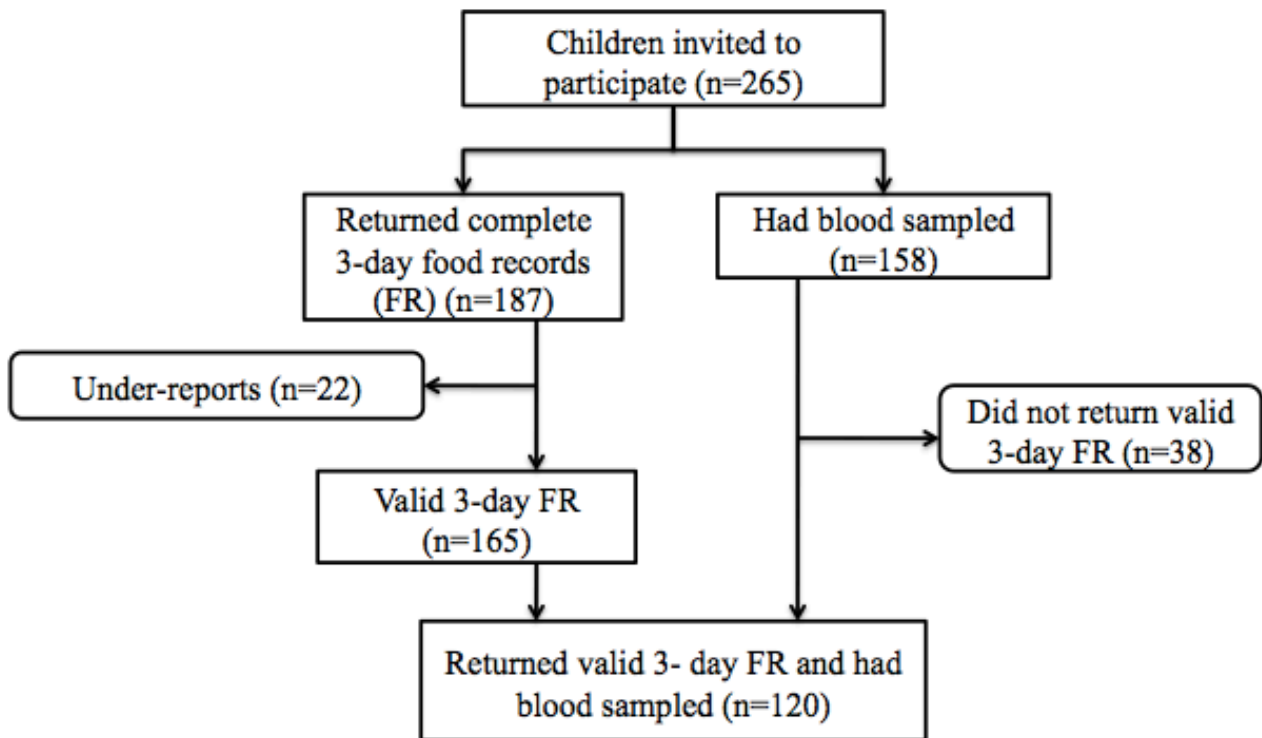 Children invited to
participate (n=265)
Returned complete
3-day food records
(FR) (n=187)
Had blood sampled
(n=158)
Under-reports (n=22)
Did not return valid
3-day FR (n=38)
Valid 3-day FR
(n=165)
Returned valid 3- day FR and had
blood sampled (n=120)